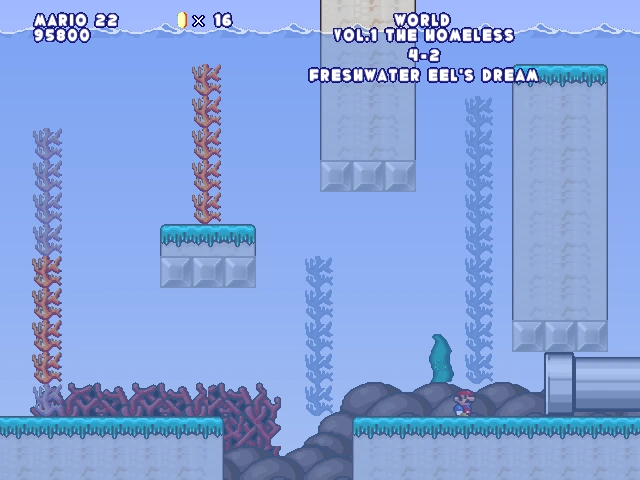 MARIO 22
95800
× 16
WORLD
VOL.1 THE HOMELESS
4-2
FRESHWATER EEL'S DREAM